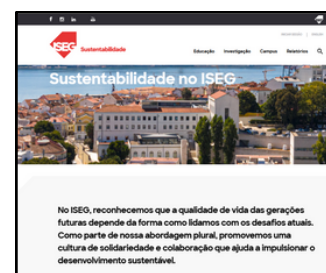 ISEG
Sustentabilidade
Educação Investigação Campus Relatórios
Sustentabilidade no ISEG
No ISEG, reconhecemos que a qualidade de vida das gerações
futuras depende da forma como lidamos com os desafios atuais.
Como parte de nossa abordagem plural, promovemos uma
cultura de solidariedade e colaboração que ajuda a impulsionar o
desenvolvimento sustentável.